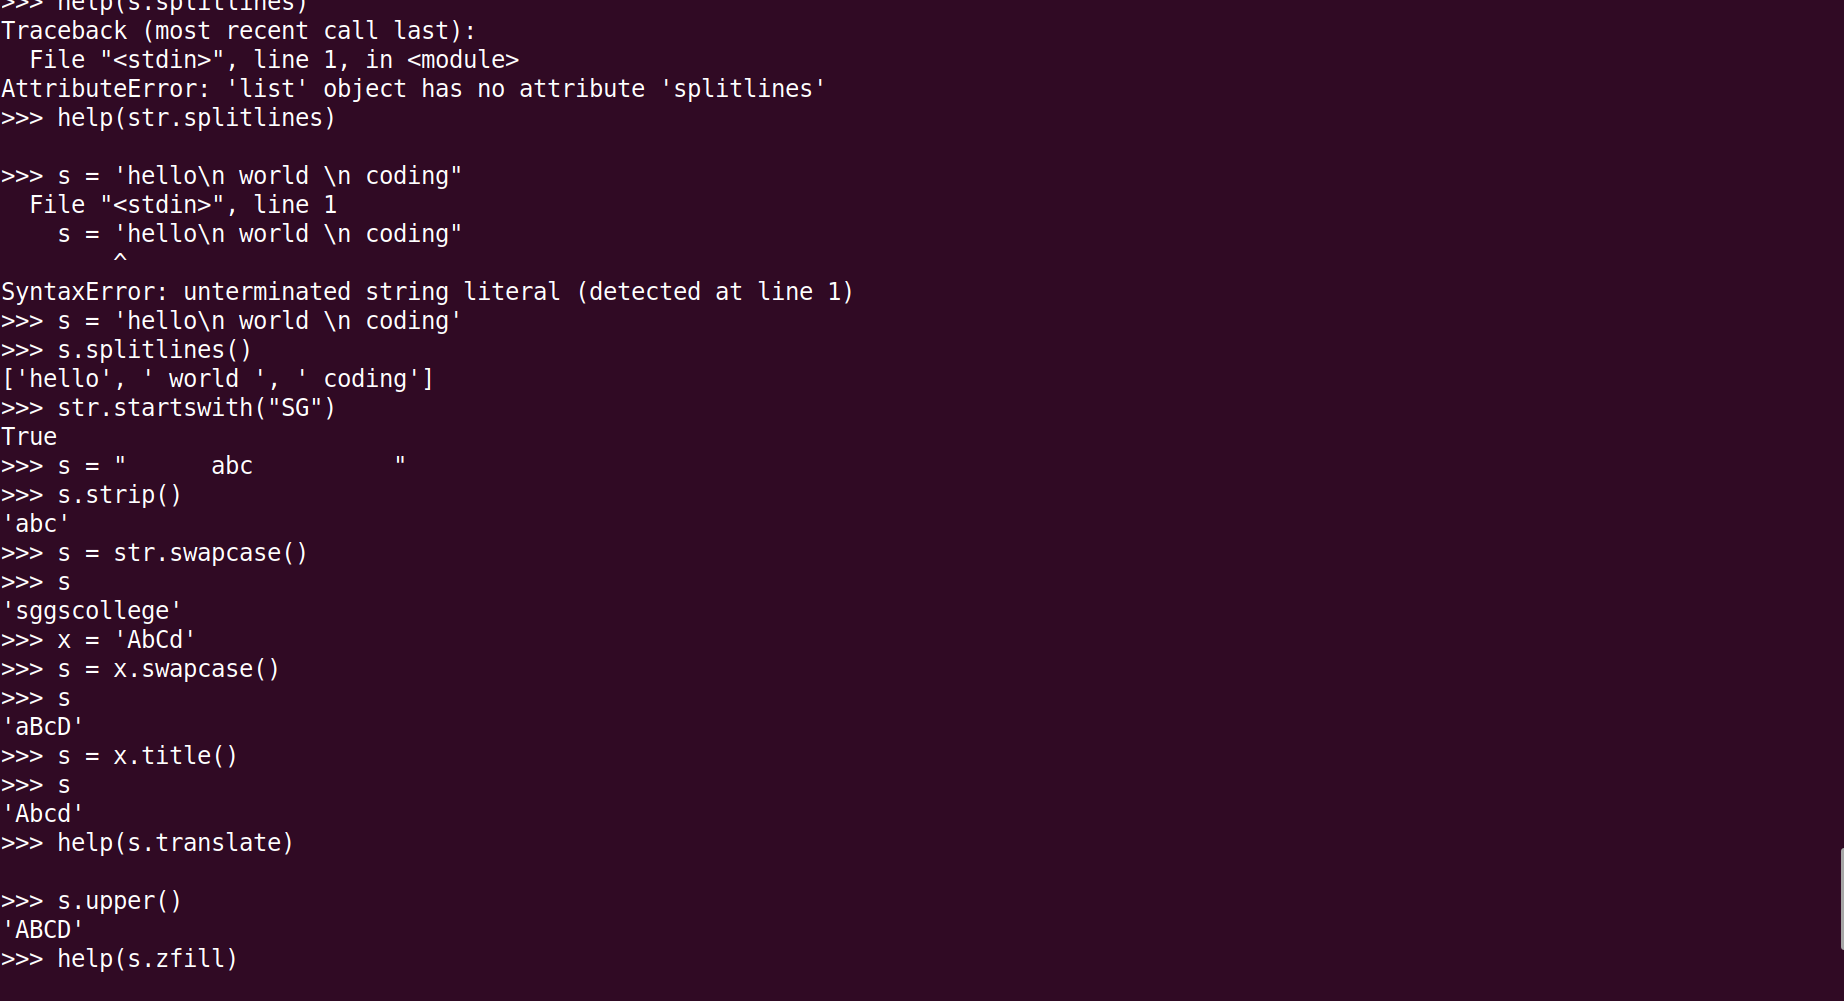 >>> help(s.splitlines)
Traceback (most recent call last):
  File "<stdin>", line 1, in <module>
AttributeError: 'list' object has no attribute 'splitlines'
>>> help(str.splitlines)

>>> s = 'hello\n world \n coding"
  File "<stdin>", line 1
    s = 'hello\n world \n coding"
        ^
SyntaxError: unterminated string literal (detected at line 1)
>>> s = 'hello\n world \n coding'
>>> s.splitlines()
['hello', ' world ', ' coding']
>>> str.startswith("SG")
True
>>> s = "      abc          "
>>> s.strip()
'abc'
>>> s = str.swapcase()
>>> s
'sggscollege'
>>> x = 'AbCd'
>>> s = x.swapcase()
>>> s
'aBcD'
>>> s = x.title()
>>> s
'Abcd'
>>> help(s.translate)

>>> s.upper()
'ABCD'
>>> help(s.zfill)